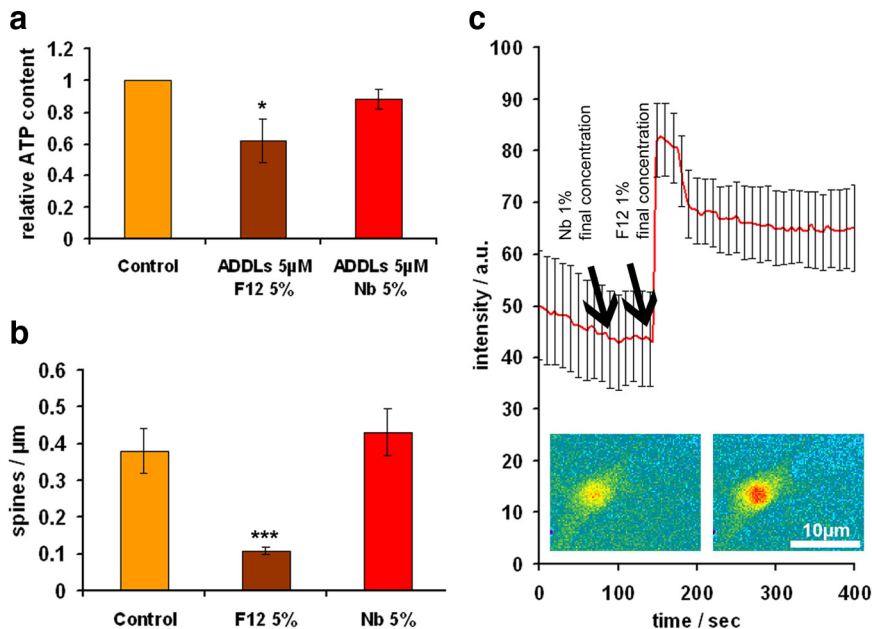 a
relative ATP content
1.2
1
0.8
0.6
0.4
0.2
0
*
Control
ADDLs 5µM
F12 5%
ADDLs 5µM
Nb 5%
b
spines / µm
0.6
0.5
0.4
0.3
0.2
0.1
0
***
Control
F12 5%
Nb 5%
c
intensity / a.u.
100
90
80
70
60
50
40
30
20
10
0
Nb 1%
final concentration
F12 1%
final concentration
10µm
0
100
200
300
400
time / sec